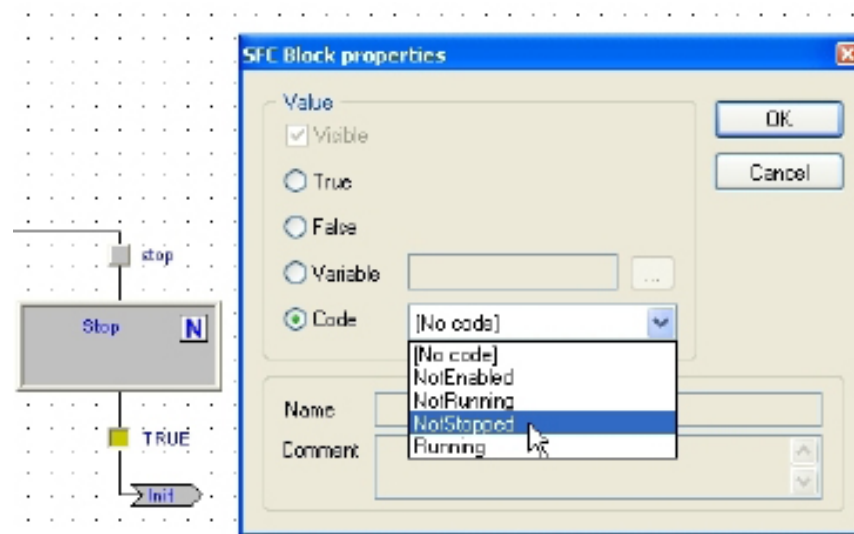 SFC Block properties
Value
Visible
OK
True
Cancel
False
stop
Variable
...
Code
[No code]
Stop
N
[No code]
NotEnabled
NotRunning
Name
NotStopped
TRUE
Comment
Running
Init